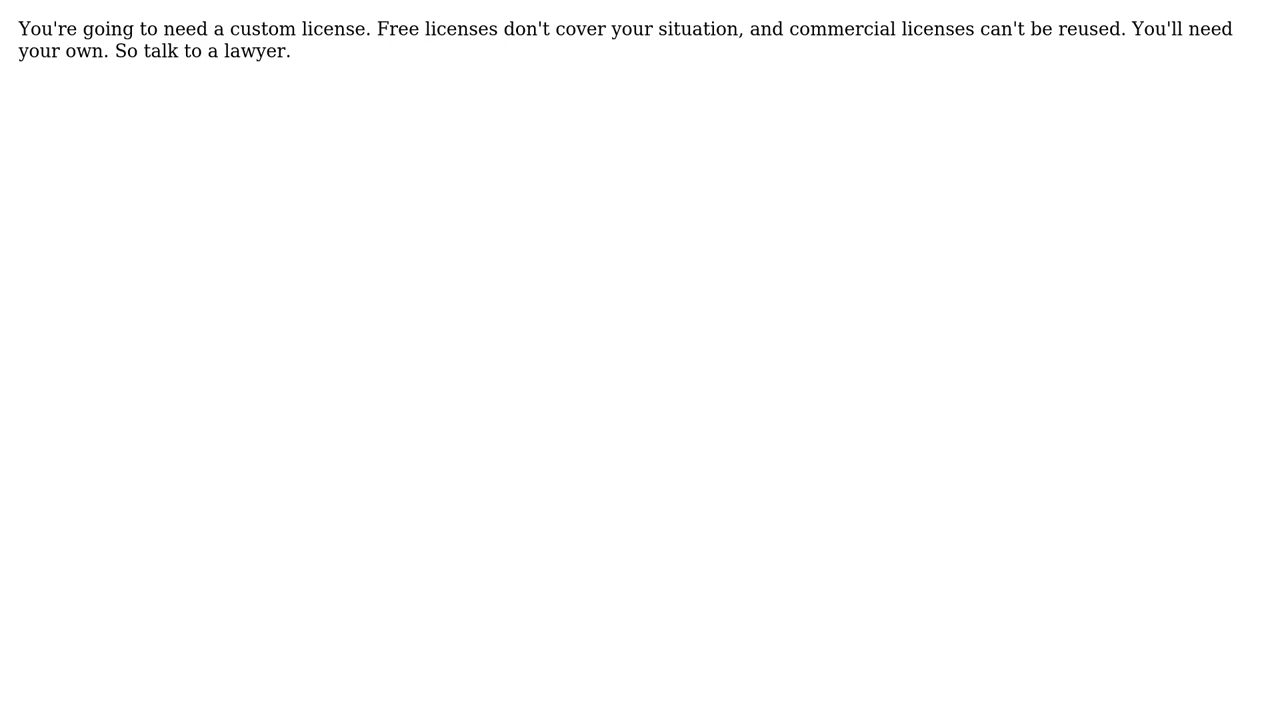 You're going to need a custom license. Free licenses don't cover your situation, and commercial licenses can't be reused. You'll need
your own. So talk to a lawyer.